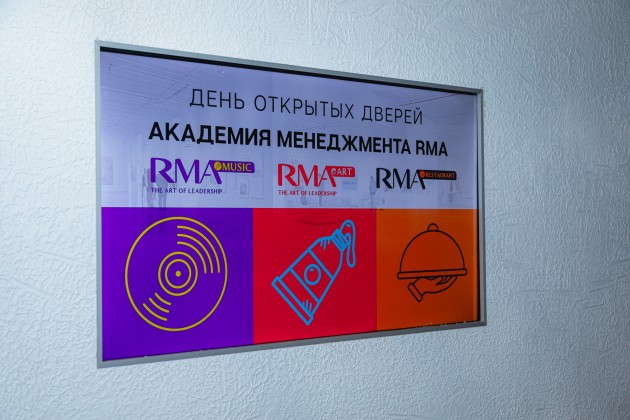 ДЕНЬ ОТКРЫТЫХ ДВЕРЕЙ
АКАДЕМИЯ МЕНЕДЖМЕНТА RMA
RMA MUSIC
THE ART OF LEADERSHIP
RMA ART
THE ART OF LEADERSHIP
RMA RESTAURANT